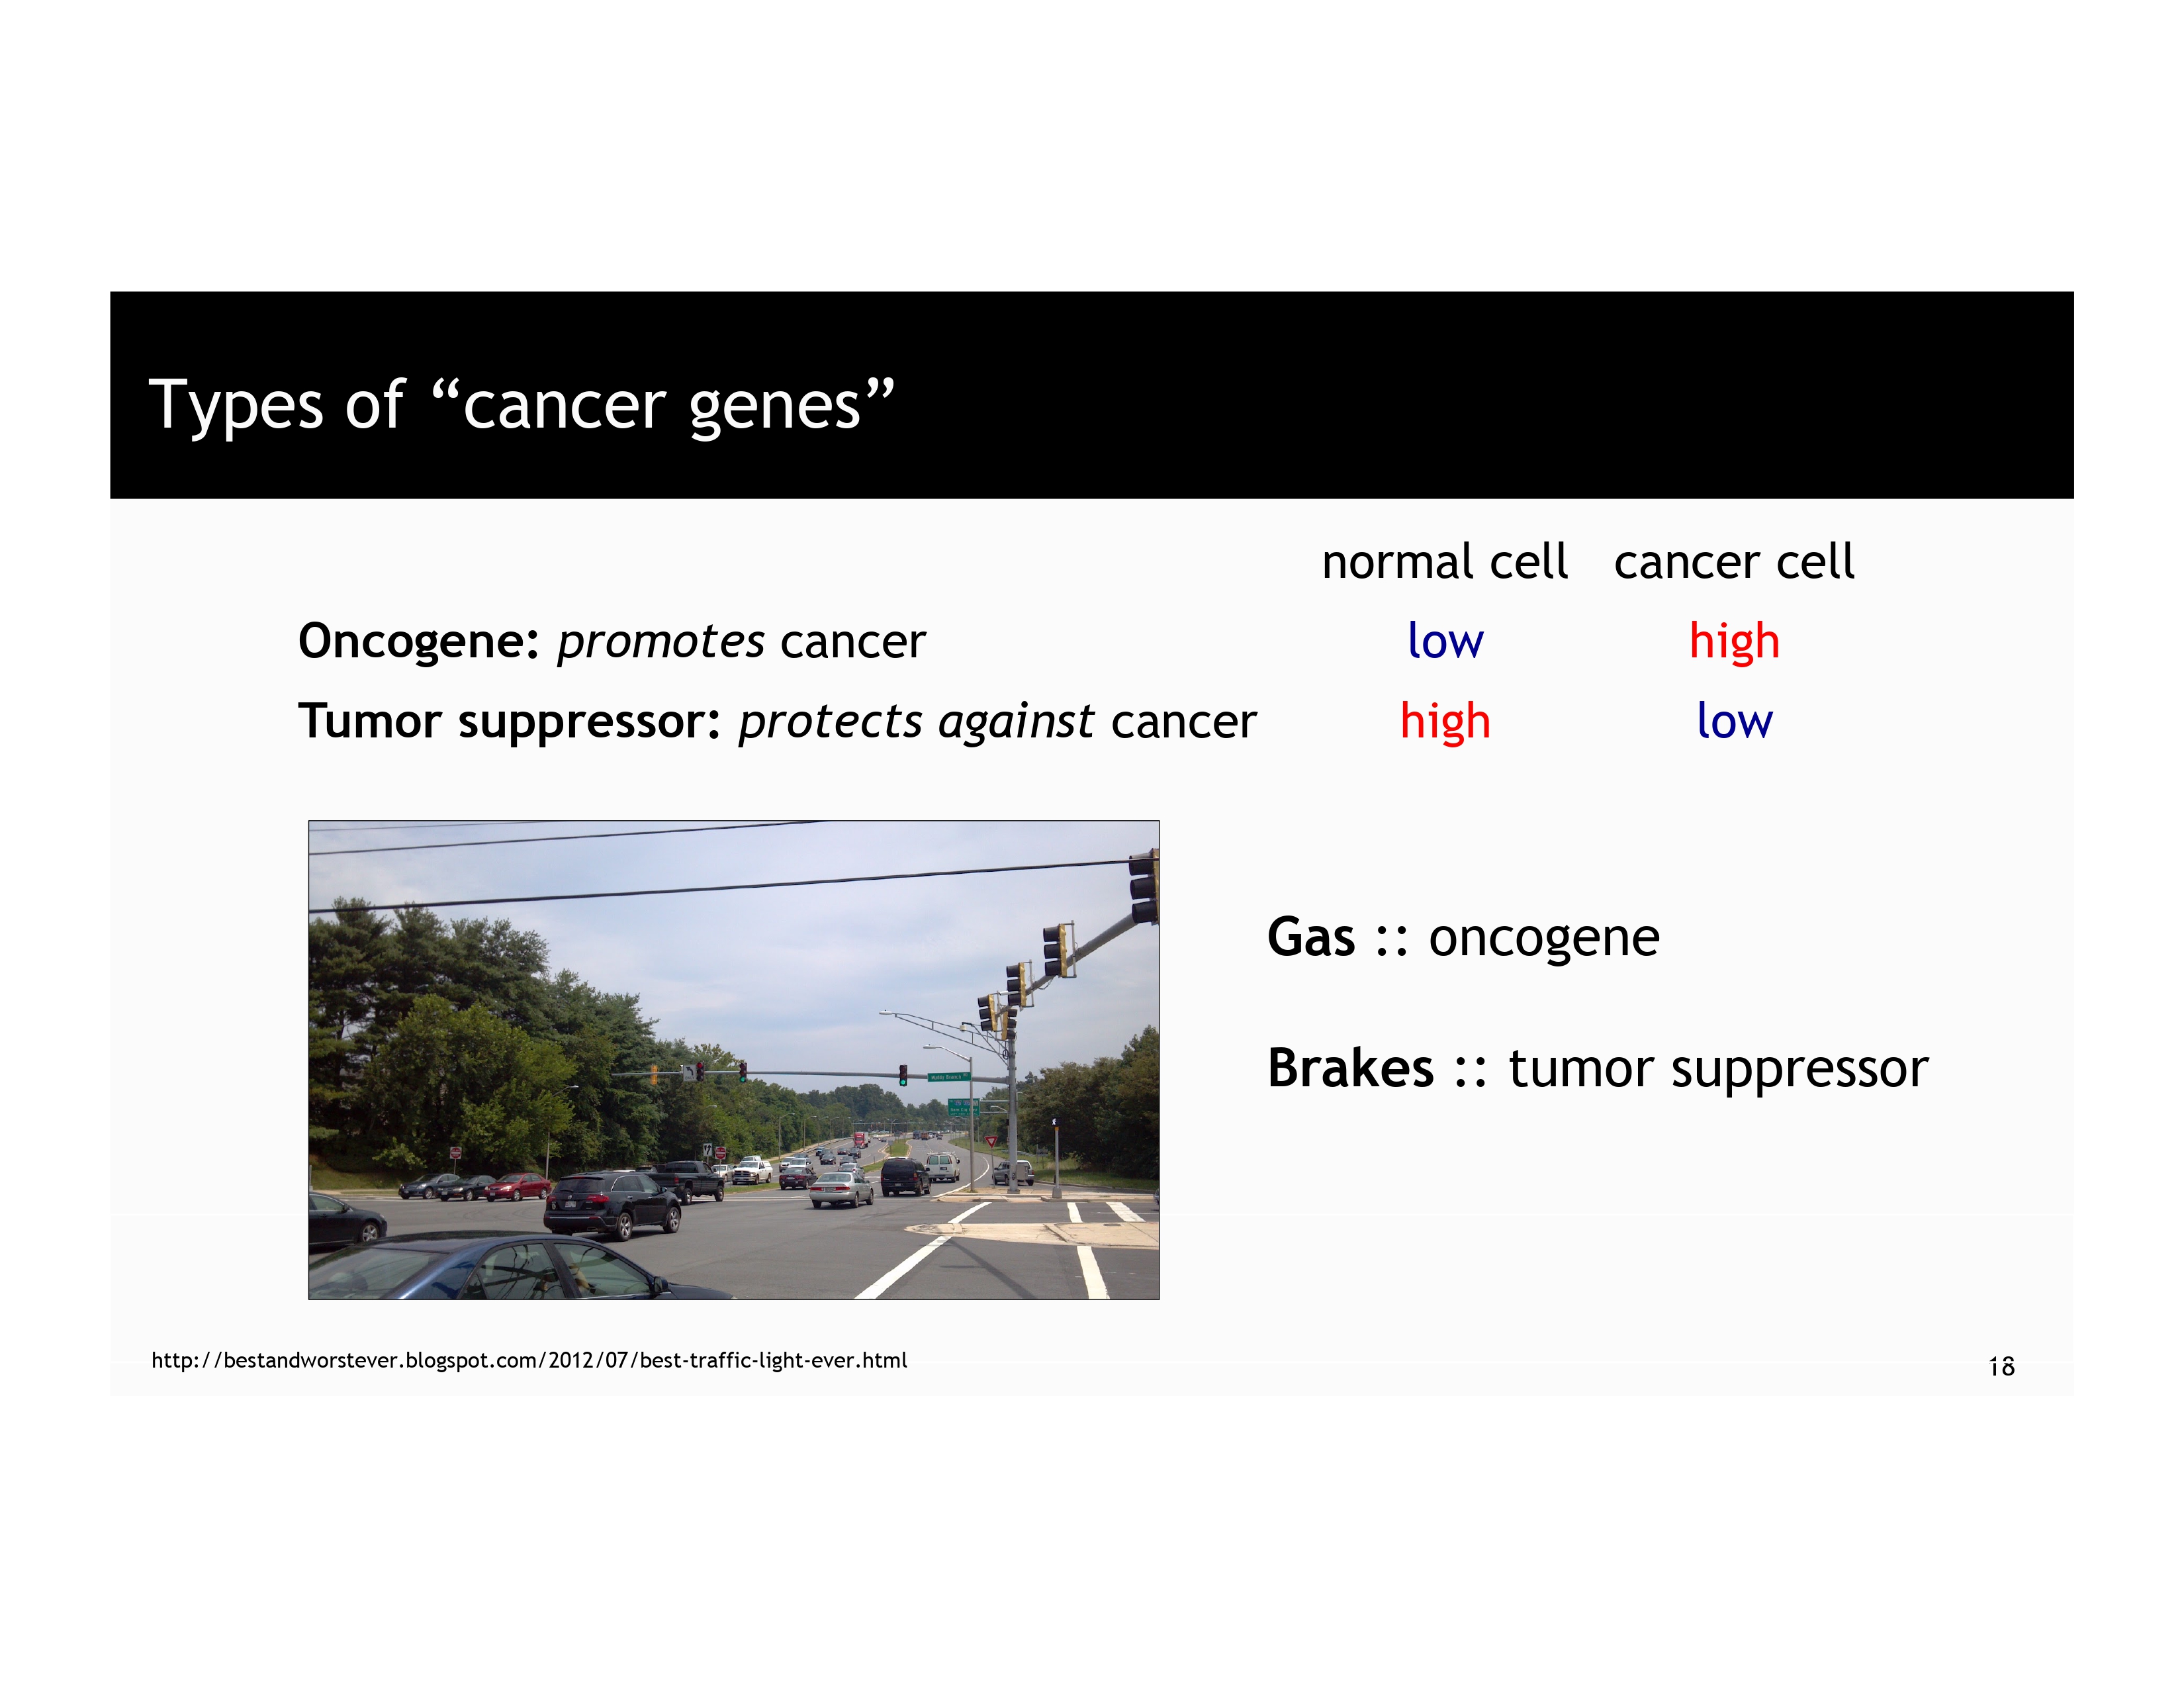 Types of “cancer genes”
normal cell cancer cell
Oncogene: promotes cancer low high
Tumor suppressor: protects against cancer high low
Gas :: oncogene
Brakes :: tumor suppressor
http://bestandworstever.blogspot.com/2012/07/best-traffic-light-ever.html
18